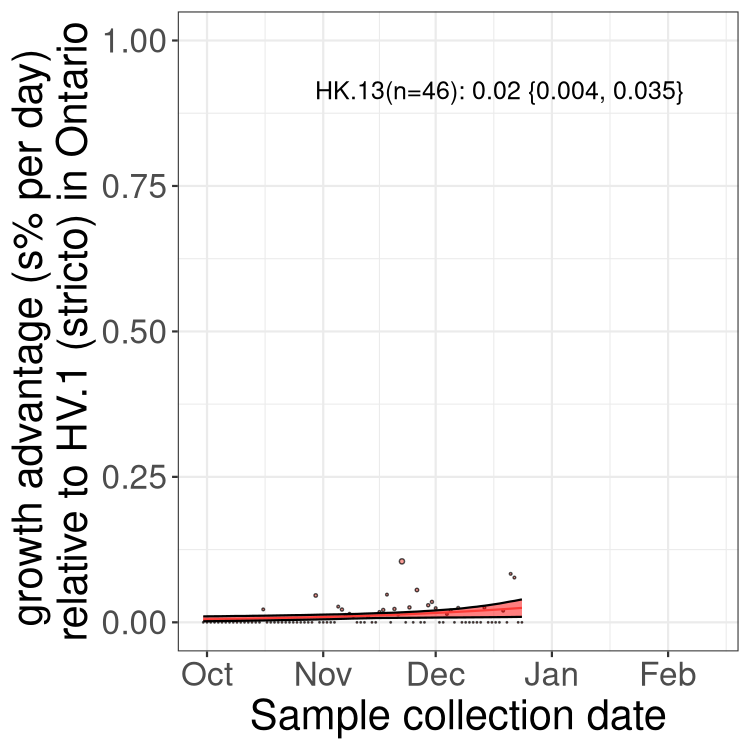 growth advantage (s% per day)
relative to HV.1 (stricto) in Ontario
1.00
0.75
0.50
0.25
0.00
HK.13(n=46): 0.02 {0.004, 0.035}
Oct Nov Dec Jan Feb
Sample collection date